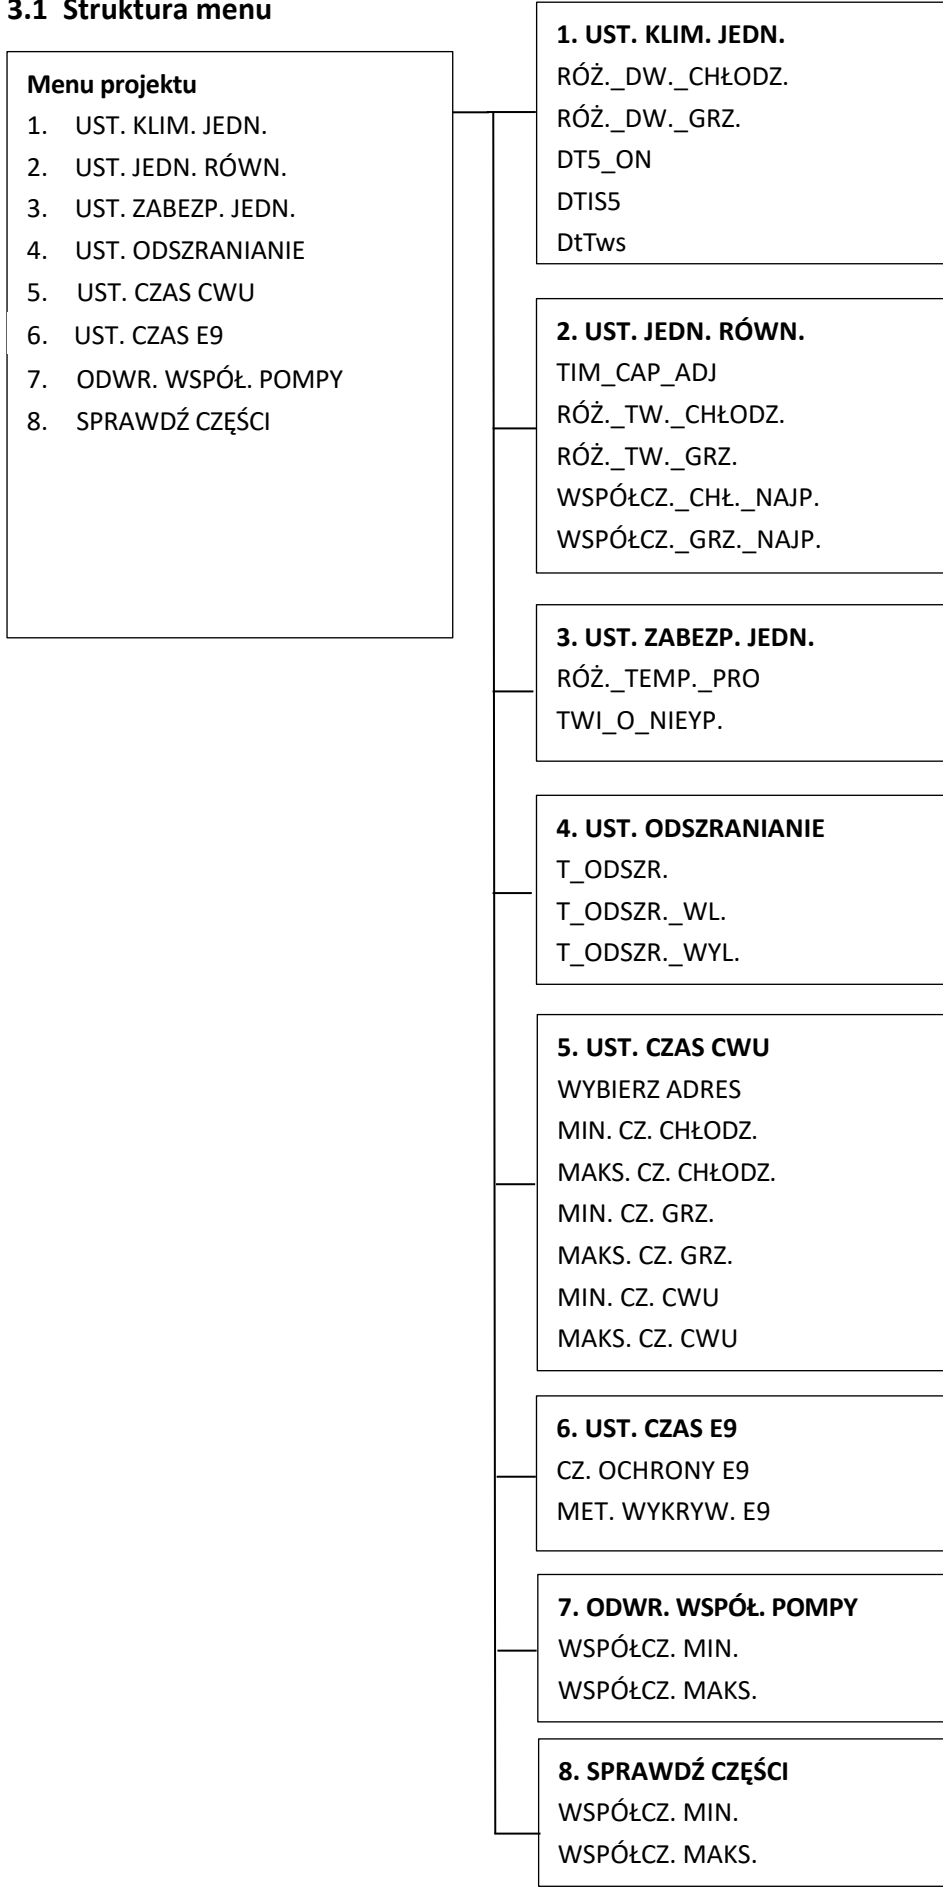 3.1 Struktura menu
Menu projektu
1. UST. KLIM. JEDN.
2. UST. JEDN. RÓWN.
3. UST. ZABEZP. JEDN.
4. UST. ODSZRANIANIE
5. UST. CZAS CWU
6. UST. CZAS E9
7. ODWR. WSPÓŁ. POMPY
8. SPRAWDŹ CZĘŚCI
1. UST. KLIM. JEDN.
RÓŻ._DW._CHŁODZ.
RÓŻ._DW._GRZ.
DT5_ON
DTIS5
DtTws
2. UST. JEDN. RÓWN.
TIM_CAP_ADJ
RÓŻ._TW._CHŁODZ.
RÓŻ._TW._GRZ.
WSPÓŁCZ._CHŁ._NAJP.
WSPÓŁCZ._GRZ._NAJP.
3. UST. ZABEZP. JEDN.
RÓŻ._TEMP._PRO
TWI_O_NIEYP.
4. UST. ODSZRANIANIE
T_ODSZR.
T_ODSZR._WL.
T_ODSZR._WYL.
5. UST. CZAS CWU
WYBIERZ ADRES
MIN. CZ. CHŁODZ.
MAKS. CZ. CHŁODZ.
MIN. CZ. GRZ.
MAKS. CZ. GRZ.
MIN. CZ. CWU
MAKS. CZ. CWU
6. UST. CZAS E9
CZ. OCHRONY E9
MET. WYKRYW. E9
7. ODWR. WSPÓŁ. POMPY
WSPÓŁCZ. MIN.
WSPÓŁCZ. MAKS.
8. SPRAWDŹ CZĘŚCI
WSPÓŁCZ. MIN.
WSPÓŁCZ. MAKS.